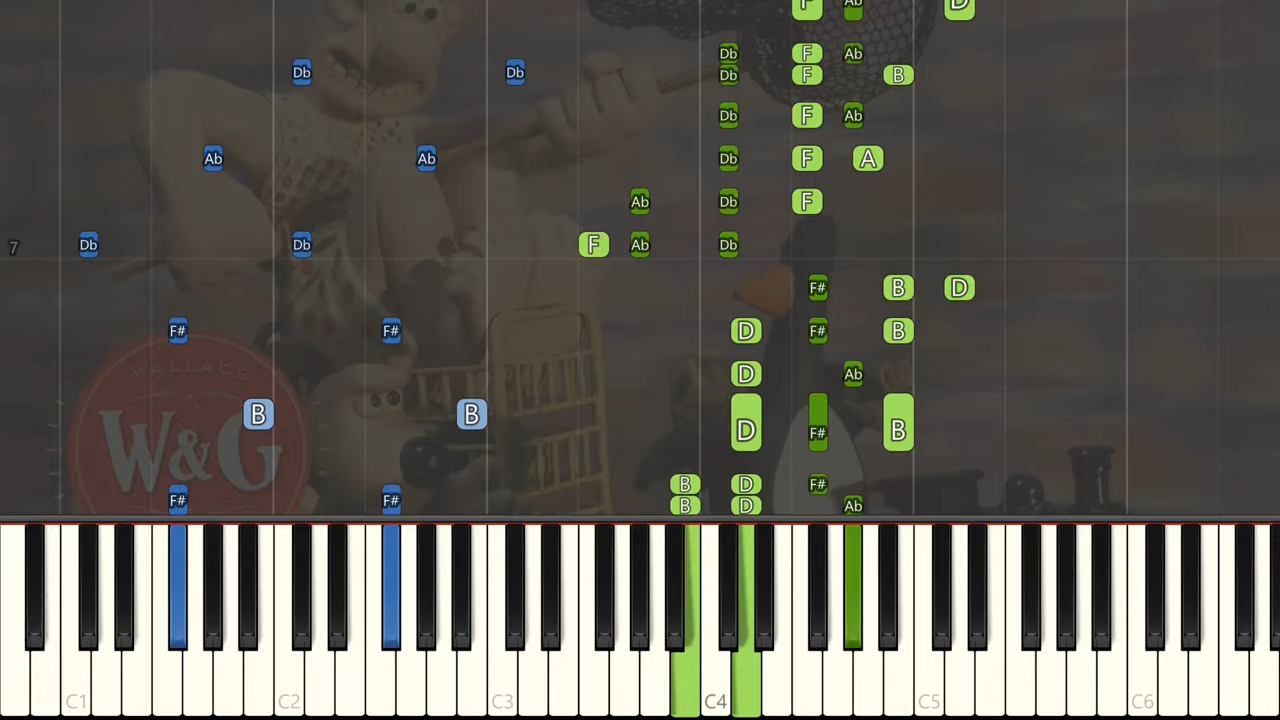 F Ab D
Db F Ab
Db Db Db F B
Db F Ab
Ab Ab Db F A
Ab Db F
7 Db Db F Ab Db
F# B D
F# F# D F# B
D Ab
B B D F# B
WALLACE
W&G
B D F#
F# F# B D Ab
C1 C2 C3 C4 C5 C6